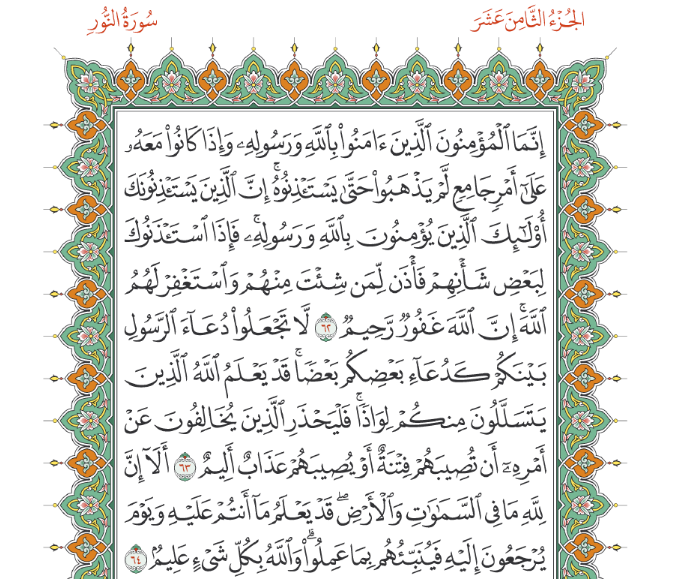 الجُزْءُ الثَّامِنَ عَشَرَ
سُورَةُ النُّورِ
إِنَّمَا ٱلْمُؤْمِنُونَ ٱلَّذِينَ ءَامَنُواْ بِٱللَّهِ وَرَسُولِهِۦ وَإِذَا كَانُواْ مَعَهُۥ
عَلَىٰٓ أَمْرٍ جَامِعٍ لَّمْ يَذْهَبُواْ حَتَّىٰ يَسْتَـْٔذِنُوهُۚ إِنَّ ٱلَّذِينَ يَسْتَـْٔذِنُونَكَ
أُوْلَـٰٓئِكَ ٱلَّذِينَ يُؤْمِنُونَ بِٱللَّهِ وَرَسُولِهِۦۚ فَإِذَا ٱسْتَـْٔذَنُوكَ
لِبَعْضِ شَأْنِهِمْ فَأْذَن لِّمَن شِئْتَ مِنْهُمْ وَٱسْتَغْفِرْ لَهُمُ
ٱللَّهَۚ إِنَّ ٱللَّهَ غَفُورٌ رَّحِيمٌ ٦٢ لَّا تَجْعَلُواْ دُعَآءَ ٱلرَّسُولِ
بَيْنَكُمْ كَدُعَآءِ بَعْضِكُم بَعْضًاۚ قَدْ يَعْلَمُ ٱللَّهُ ٱلَّذِينَ
يَتَسَلَّلُونَ مِنكُمْ لِوَاذًاۚ فَلْيَحْذَرِ ٱلَّذِينَ يُخَالِفُونَ عَنْ
أَمْرِهِۦٓ أَن تُصِيبَهُمْ فِتْنَةٌ أَوْ يُصِيبَهُمْ عَذَابٌ أَلِيمٌ ٦٣ أَلَآ إِنَّ
لِلَّهِ مَا فِى ٱلسَّمَـٰوَٰتِ وَٱلْأَرْضِۖ قَدْ يَعْلَمُ مَآ أَنتُمْ عَلَيْهِ وَيَوْمَ
يُرْجَعُونَ إِلَيْهِ فَيُنَبِّئُهُم بِمَا عَمِلُواْۗ وَٱللَّهُ بِكُلِّ شَىْءٍ عَلِيمٌۢ ٦٤